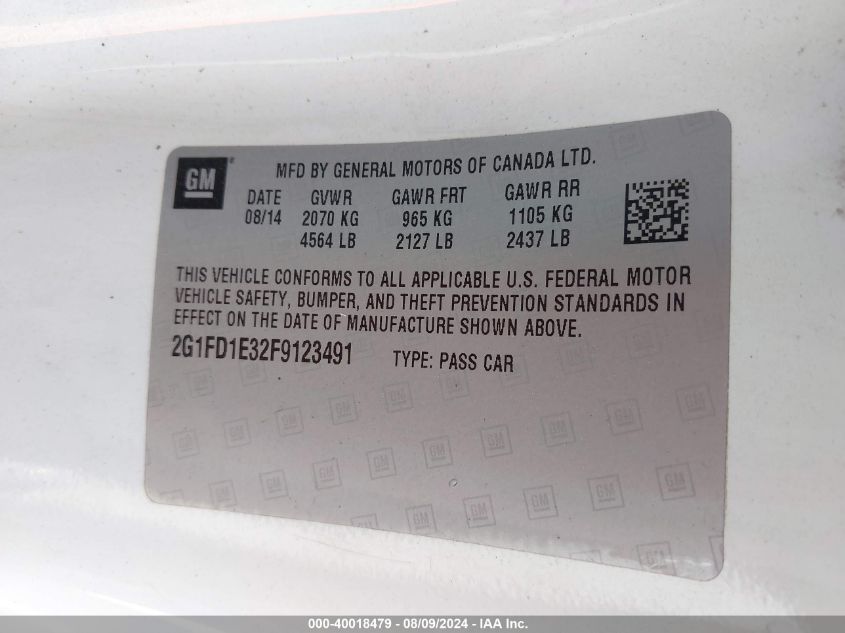 GM
MFD BY GENERAL MOTORS OF CANADA LTD.
DATE GVWR GAWR FRT GAWR RR
08/14 2070 KG 965 KG 1105 KG
4564 LB 2127 LB 2437 LB
THIS VEHICLE CONFORMS TO ALL APPLICABLE U.S. FEDERAL MOTOR
VEHICLE SAFETY, BUMPER, AND THEFT PREVENTION STANDARDS IN
EFFECT ON THE DATE OF MANUFACTURE SHOWN ABOVE.
2G1FD1E32F9123491 TYPE: PASS CAR
000-40018479 - 08/09/2024 - IAA Inc.